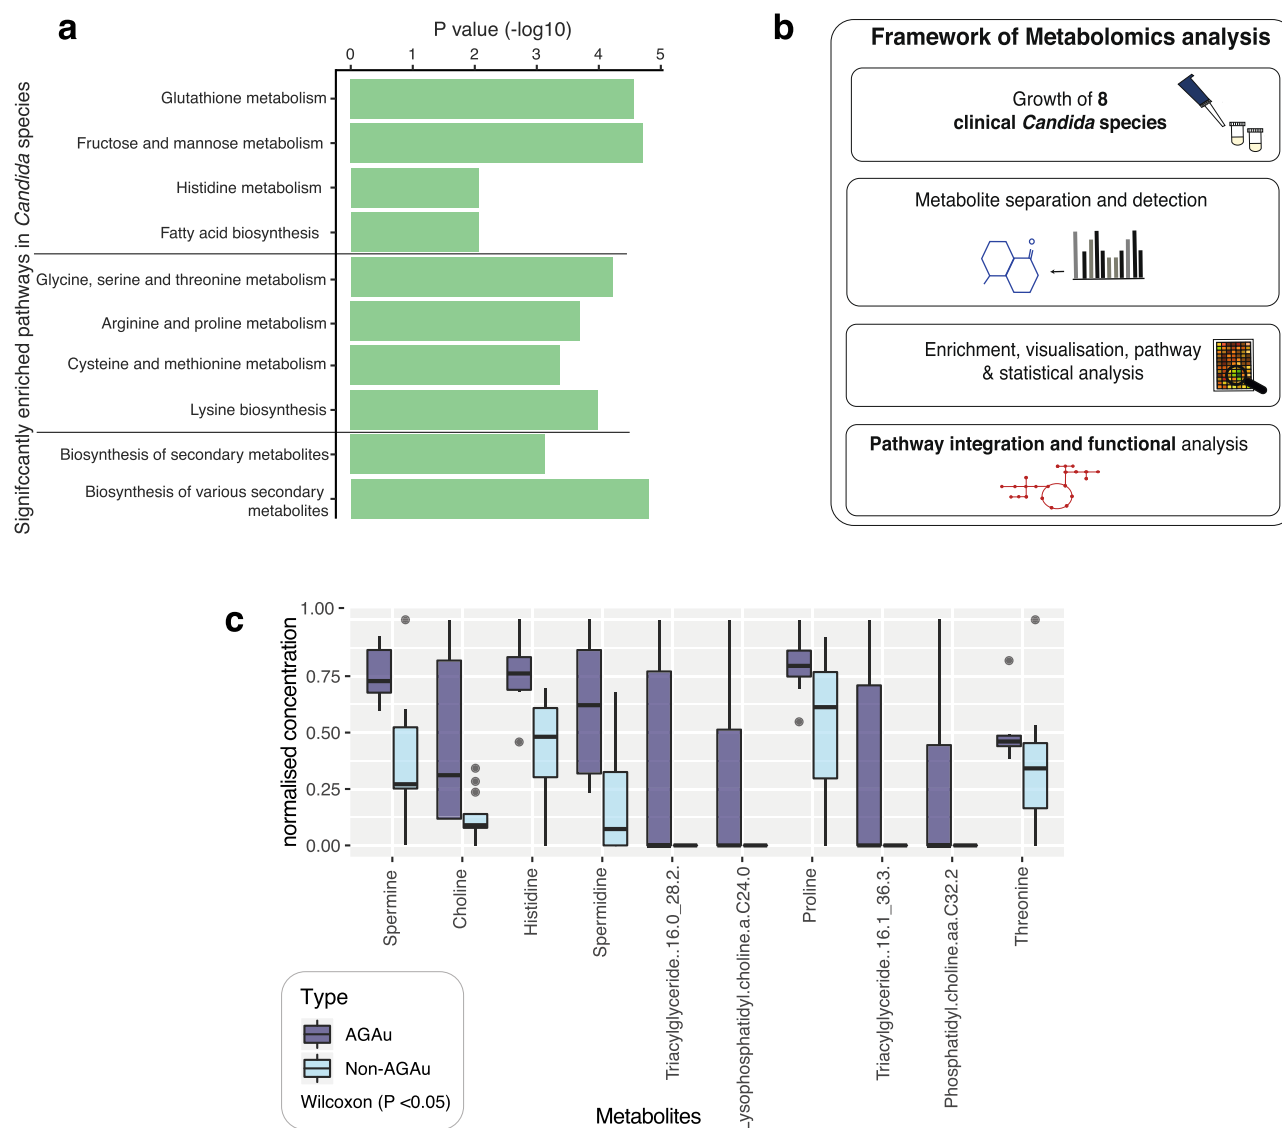 a
P value (-log10)
0 1 2 3 4 5
Signifccantly enriched pathways in Candida species
Glutathione metabolism
Fructose and mannose metabolism
Histidine metabolism
Fatty acid biosynthesis
Glycine, serine and threonine metabolism
Arginine and proline metabolism
Cysteine and methionine metabolism
Lysine biosynthesis
Biosynthesis of secondary metabolites
Biosynthesis of various secondary
metabolites
b
Framework of Metabolomics analysis
Growth of 8
clinical Candida species
Metabolite separation and detection
O
Enrichment, visualisation, pathway
& statistical analysis
Pathway integration and functional analysis
c
normalised concentration
1.00
0.75
0.50
0.25
0.00
Spermine
Choline
Histidine
Spermidine
Triacylglyceride..16.0_28.2.
ysophosphatidyl.choline.a.C24.0
Proline
Triacylglyceride..16.1_36.3.
Phosphatidyl.choline.aa.C32.2
Threonine
Metabolites
Type
AGAu
Non-AGAu
Wilcoxon (P <0.05)